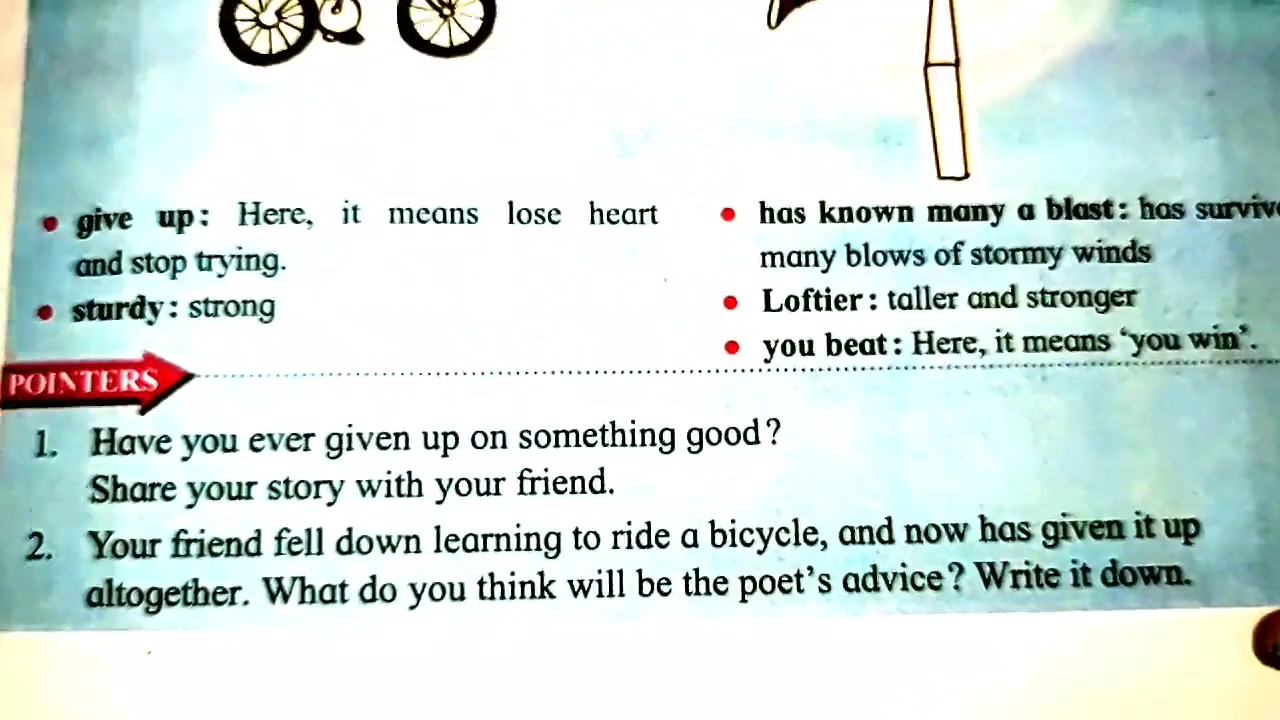 give up: Here, it means lose heart
and stop trying.
sturdy: strong
has known many a blast: has
many blows of stormy winds
Loftier: taller and stronger
you beat: Here, it means ‘you win’.
POINTERS
1. Have you ever given up on something good?
Share your story with your friend.
2. Your friend fell down learning to ride a bicycle, and now has given it up
altogether. What do you think will be the poet’s advice? Write it down.